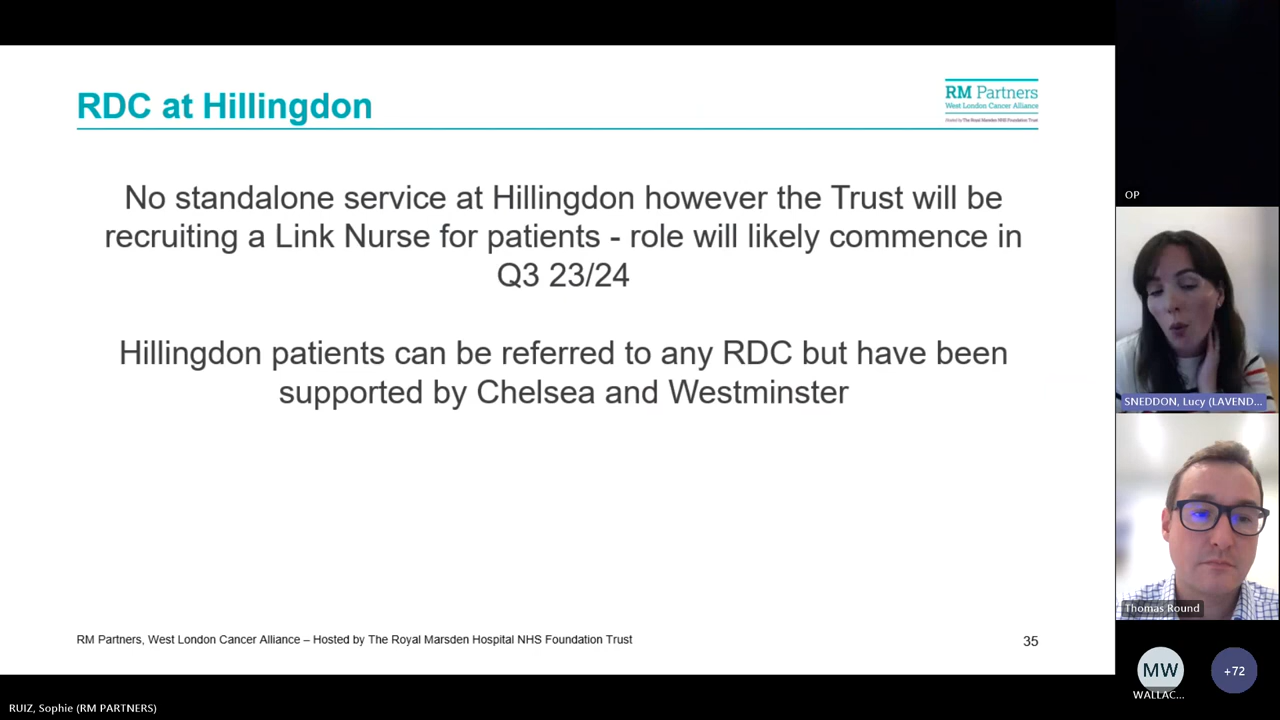 RDC at Hillingdon
RM Partners
West London Cancer Alliance
Hosted by The Royal Marsden NHS Foundation Trust
No standalone service at Hillingdon however the Trust will be
recruiting a Link Nurse for patients - role will likely commence in
Q3 23/24
Hillingdon patients can be referred to any RDC but have been
supported by Chelsea and Westminster
RM Partners, West London Cancer Alliance – Hosted by The Royal Marsden Hospital NHS Foundation Trust
35
OP
SNEDDON, Lucy (LAVEND...
Thomas Round
MW
WALLAC...
+72
RUIZ, Sophie (RM PARTNERS)